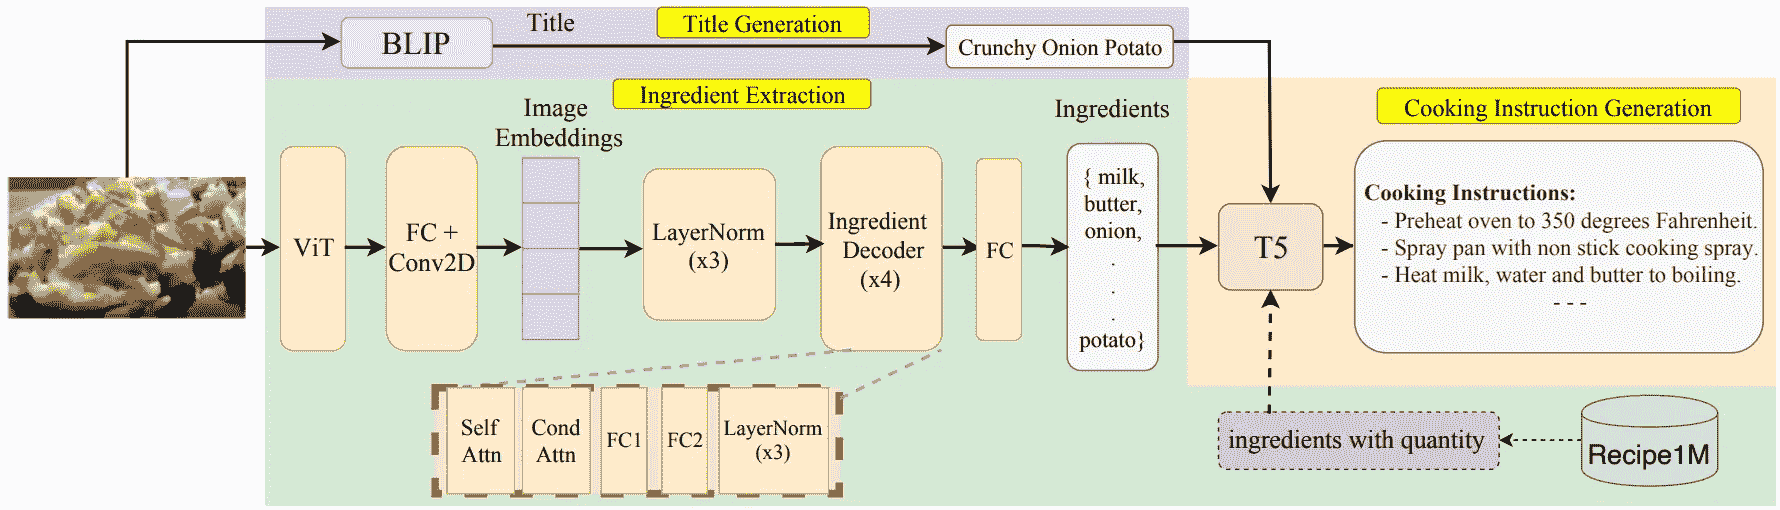 Title
Title Generation
BLIP
Crunchy Onion Potato
Ingredient Extraction
Image
Embeddings
Ingredients
Cooking Instruction Generation
ViT
FC +
Conv2D
LayerNorm
(x3)
Ingredient
Decoder
(x4)
FC
{ milk,
butter,
onion,
.
.
.
potato}
T5
Cooking Instructions:
- Preheat oven to 350 degrees Fahrenheit.
- Spray pan with non stick cooking spray.
- Heat milk, water and butter to boiling.
- - -
Self
Attn
Cond
Attn
FC1
FC2
LayerNorm
(x3)
ingredients with quantity
Recipe1M